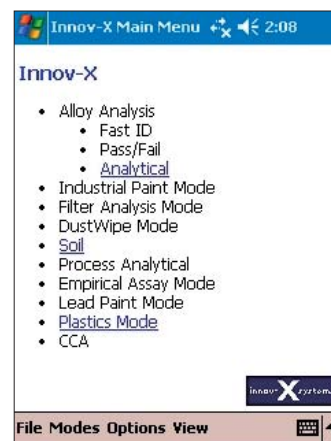 Innov-X Main Menu 2:08
Innov-X
Alloy Analysis
Fast ID
Pass/Fail
Analytical
Industrial Paint Mode
Filter Analysis Mode
DustWipe Mode
Soil
Process Analytical
Empirical Assay Mode
Lead Paint Mode
Plastics Mode
CCA
innov-X system
File Modes Options View